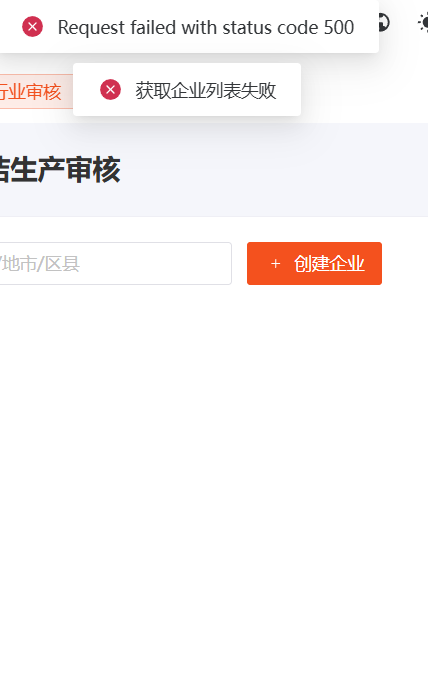 Request failed with status code 500
行业审核
获取企业列表失败
洁生产审核
/地市/区县
+ 创建企业